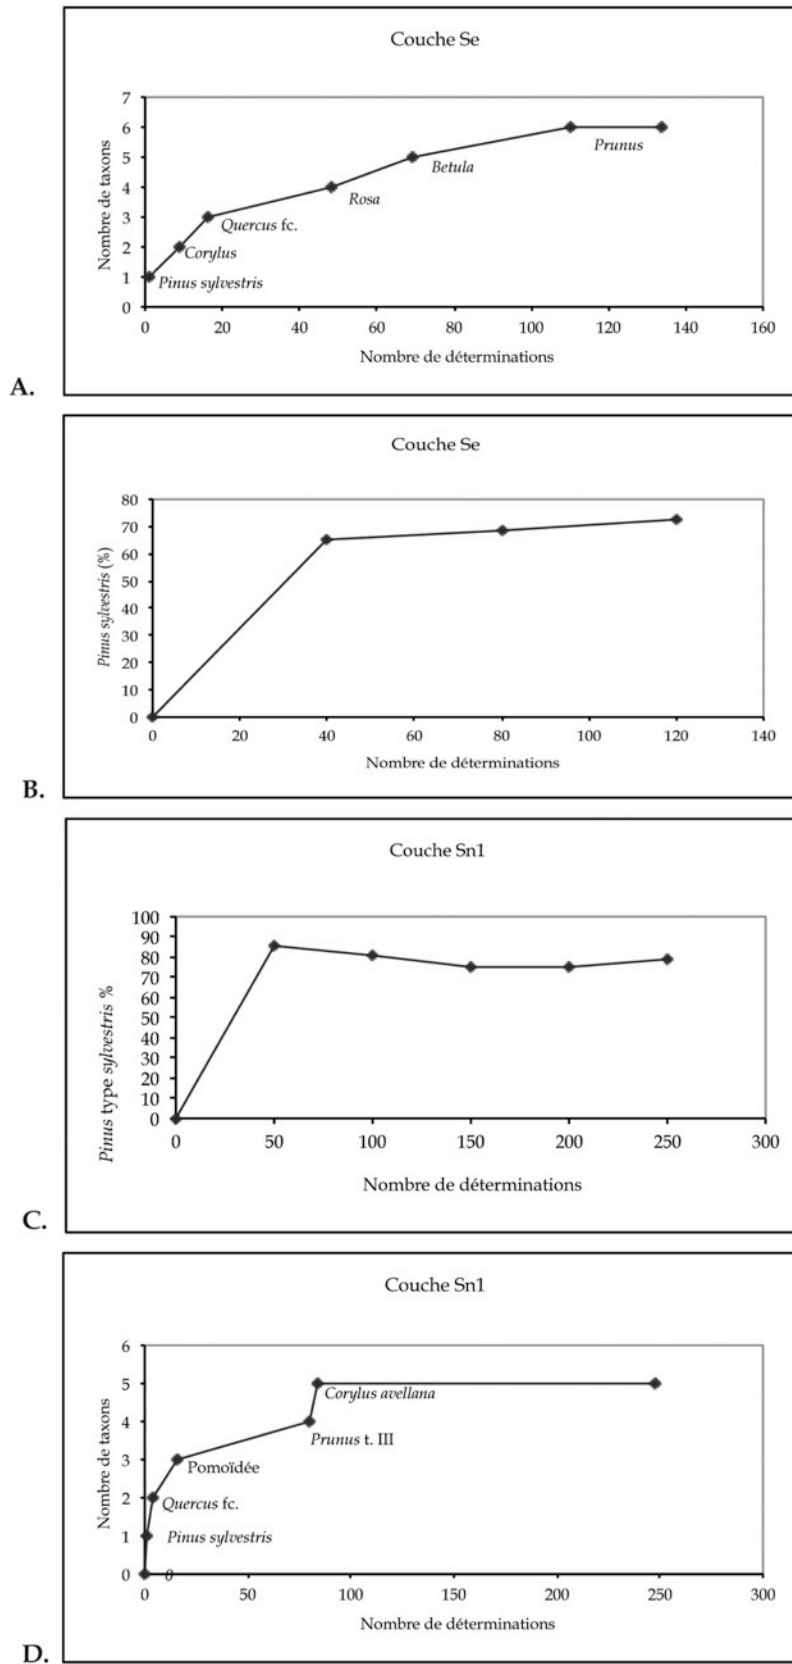 Couche Se
Nombre de taxons
7
6
5
4
3
2
1
0
Prunus
Betula
Rosa
Quercus fc.
Corylus
Pinus sylvestris
0 20 40 60 80 100 120 140 160
Nombre de déterminations
A.
Couche Se
Pinus sylvestris (%)
80
70
60
50
40
30
20
10
0
0 20 40 60 80 100 120 140
Nombre de déterminations
B.
Couche Sn1
Pinus type sylvestris %
100
90
80
70
60
50
40
30
20
10
0
0 50 100 150 200 250 300
Nombre de déterminations
C.
Couche Sn1
Nombre de taxons
6
5
4
3
2
1
0
Corylus avellana
Prunus t. III
Pomoïdée
Quercus fc.
Pinus sylvestris
0
0 50 100 150 200 250 300
Nombre de déterminations
D.